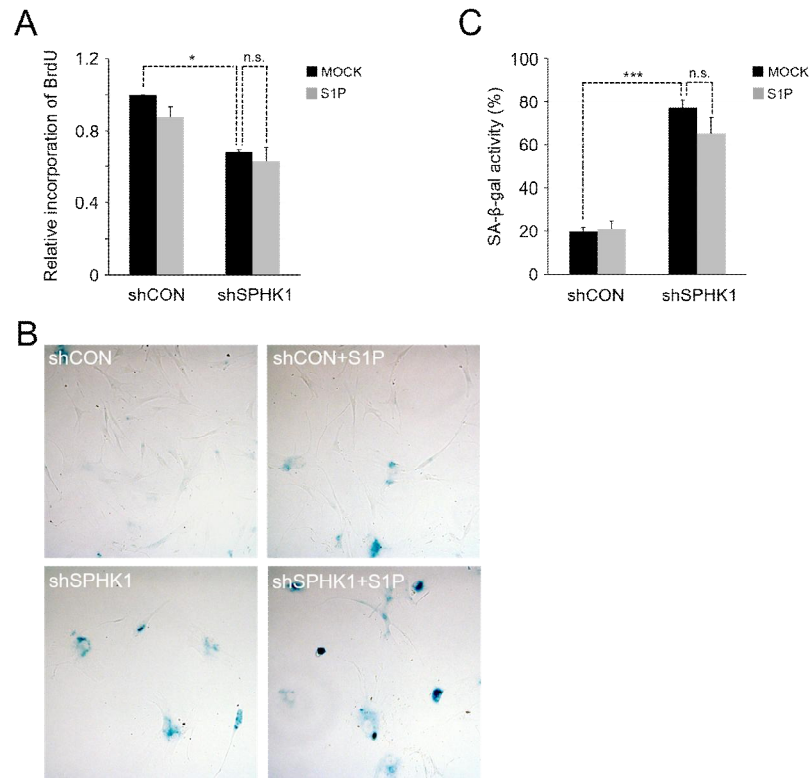 A
Relative incorporation of BrdU
1.2
0.8
0.4
0
*
n.s.
MOCK
S1P
shCON
shSPHK1
C
SA-β-gal activity (%)
100
80
60
40
20
0
***
n.s.
MOCK
S1P
shCON
shSPHK1
B
shCON
shCON+S1P
shSPHK1
shSPHK1+S1P